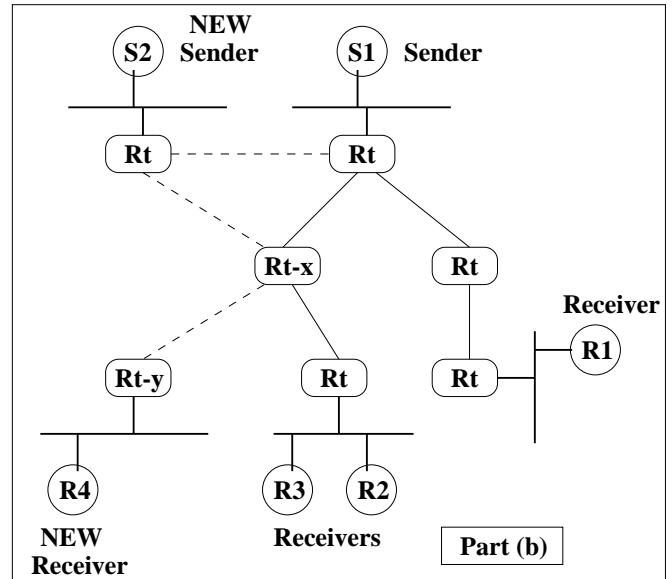 NEW
Sender
S2
S1
Sender
Rt
Rt
Rt-x
Rt
Receiver
R1
Rt-y
Rt
Rt
R4
R3
R2
NEW
Receiver
Receivers
Part (b)